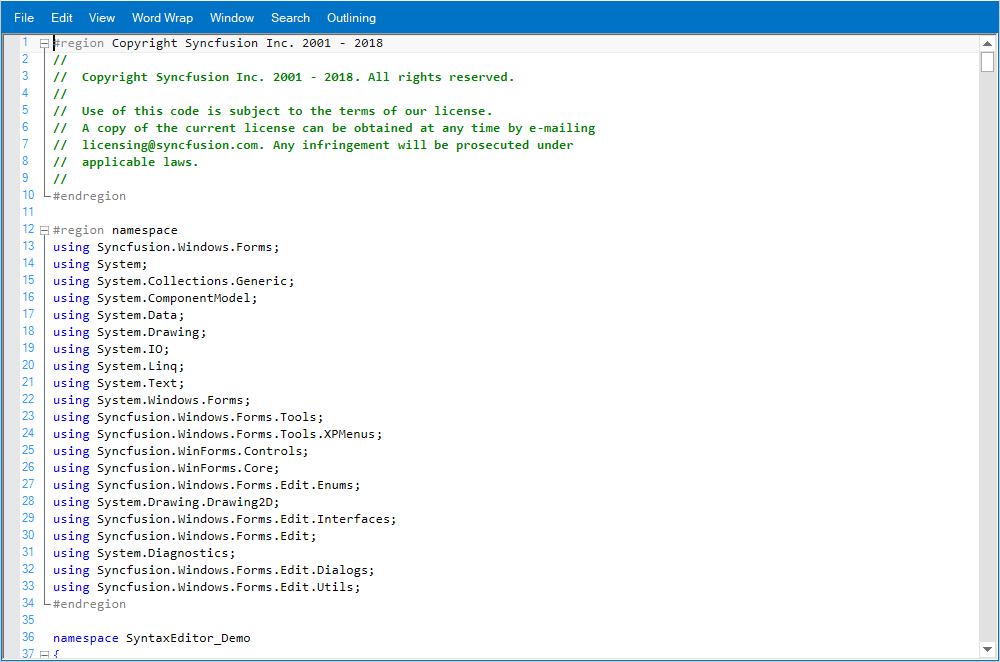 File Edit View Word Wrap Window Search Outlining
1 #region Copyright Syncfusion Inc. 2001 - 2018
2 //
3 //  Copyright Syncfusion Inc. 2001 - 2018. All rights reserved.
4 //
5 //  Use of this code is subject to the terms of our license.
6 //  A copy of the current license can be obtained at any time by e-mailing
7 //  licensing@syncfusion.com. Any infringement will be prosecuted under
8 //  applicable laws.
9 //
10 #endregion
11
12 #region namespace
13 using Syncfusion.Windows.Forms;
14 using System;
15 using System.Collections.Generic;
16 using System.ComponentModel;
17 using System.Data;
18 using System.Drawing;
19 using System.IO;
20 using System.Linq;
21 using System.Text;
22 using System.Windows.Forms;
23 using Syncfusion.Windows.Forms.Tools;
24 using Syncfusion.Windows.Forms.Tools.XPMenus;
25 using Syncfusion.WinForms.Controls;
26 using Syncfusion.WinForms.Core;
27 using Syncfusion.Windows.Forms.Edit.Enums;
28 using System.Drawing.Drawing2D;
29 using Syncfusion.Windows.Forms.Edit.Interfaces;
30 using Syncfusion.Windows.Forms.Edit;
31 using System.Diagnostics;
32 using Syncfusion.Windows.Forms.Edit.Dialogs;
33 using Syncfusion.Windows.Forms.Edit.Utils;
34 #endregion
35
36 namespace SyntaxEditor_Demo
37 {